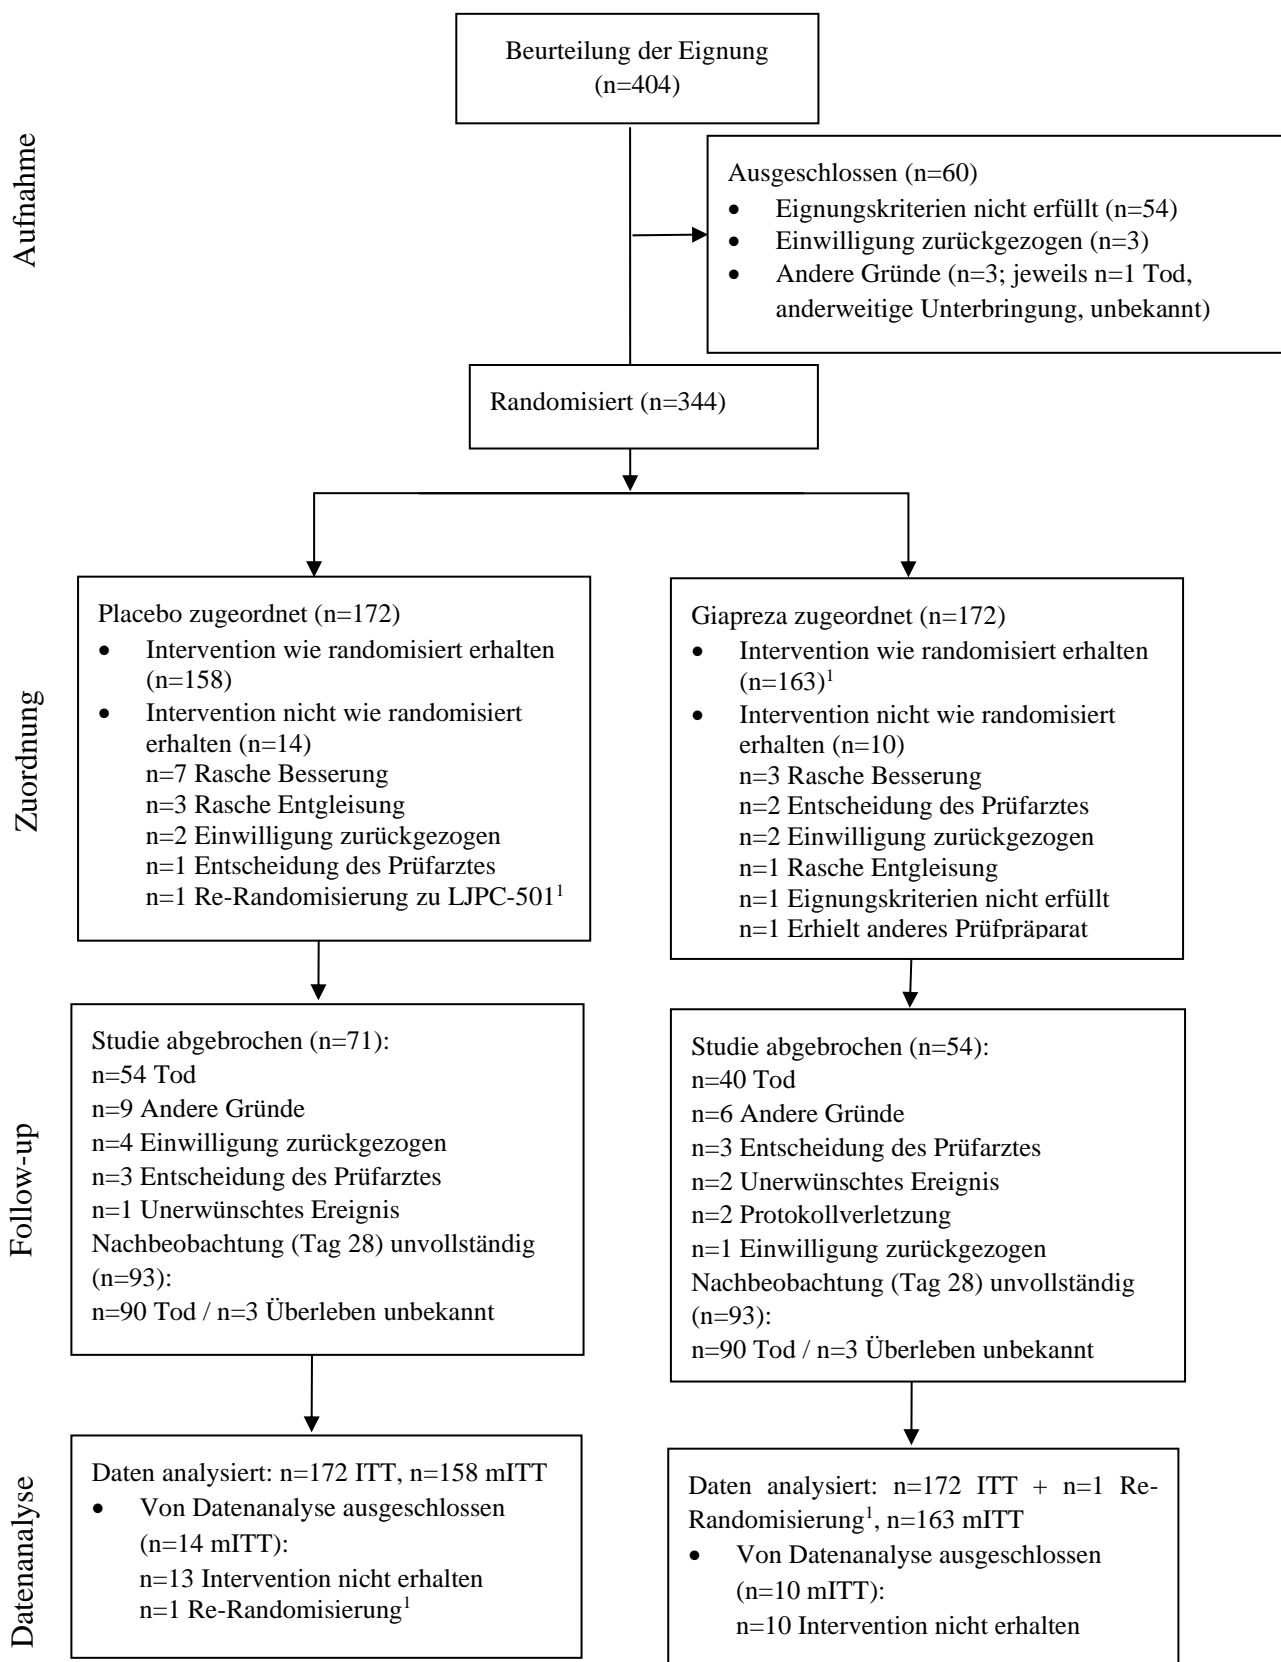 Beurteilung der Eignung
(n=404)
Aufnahme
Ausgeschlossen (n=60)
• Eignungskriterien nicht erfüllt (n=54)
• Einwilligung zurückgezogen (n=3)
• Andere Gründe (n=3; jeweils n=1 Tod,
anderweitige Unterbringung, unbekannt)
Randomisiert (n=344)
Zuordnung
Placebo zugeordnet (n=172)
• Intervention wie randomisiert erhalten
(n=158)
• Intervention nicht wie randomisiert
erhalten (n=14)
n=7 Rasche Besserung
n=3 Rasche Entgleisung
n=2 Einwilligung zurückgezogen
n=1 Entscheidung des Prüfarztes
n=1 Re-Randomisierung zu LJPC-501¹
Giapreza zugeordnet (n=172)
• Intervention wie randomisiert erhalten
(n=163)¹
• Intervention nicht wie randomisiert
erhalten (n=10)
n=3 Rasche Besserung
n=2 Entscheidung des Prüfarztes
n=2 Einwilligung zurückgezogen
n=1 Rasche Entgleisung
n=1 Eignungskriterien nicht erfüllt
n=1 Erhielt anderes Prüfpräparat
Follow-up
Studie abgebrochen (n=71):
n=54 Tod
n=9 Andere Gründe
n=4 Einwilligung zurückgezogen
n=3 Entscheidung des Prüfarztes
n=1 Unerwünschtes Ereignis
Nachbeobachtung (Tag 28) unvollständig
(n=93):
n=90 Tod / n=3 Überleben unbekannt
Studie abgebrochen (n=54):
n=40 Tod
n=6 Andere Gründe
n=3 Entscheidung des Prüfarztes
n=2 Unerwünschtes Ereignis
n=2 Protokollverletzung
n=1 Einwilligung zurückgezogen
Nachbeobachtung (Tag 28) unvollständig
(n=93):
n=90 Tod / n=3 Überleben unbekannt
Datenanalyse
Daten analysiert: n=172 ITT, n=158 mITT
• Von Datenanalyse ausgeschlossen
(n=14 mITT):
n=13 Intervention nicht erhalten
n=1 Re-Randomisierung¹
Daten analysiert: n=172 ITT + n=1 Re-
Randomisierung¹, n=163 mITT
• Von Datenanalyse ausgeschlossen
(n=10 mITT):
n=10 Intervention nicht erhalten